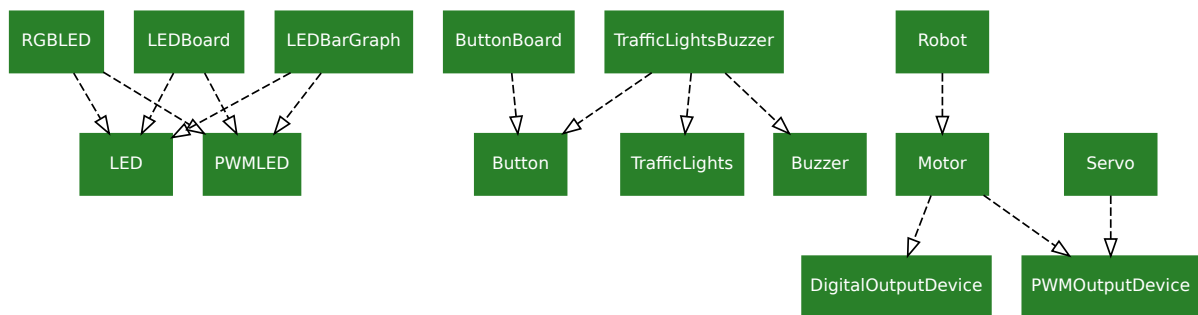 RGBLED
LEDBoard
LEDBarGraph
ButtonBoard
TrafficLightsBuzzer
Robot
LED
PWMLED
Button
TrafficLights
Buzzer
Motor
Servo
DigitalOutputDevice
PWMOutputDevice